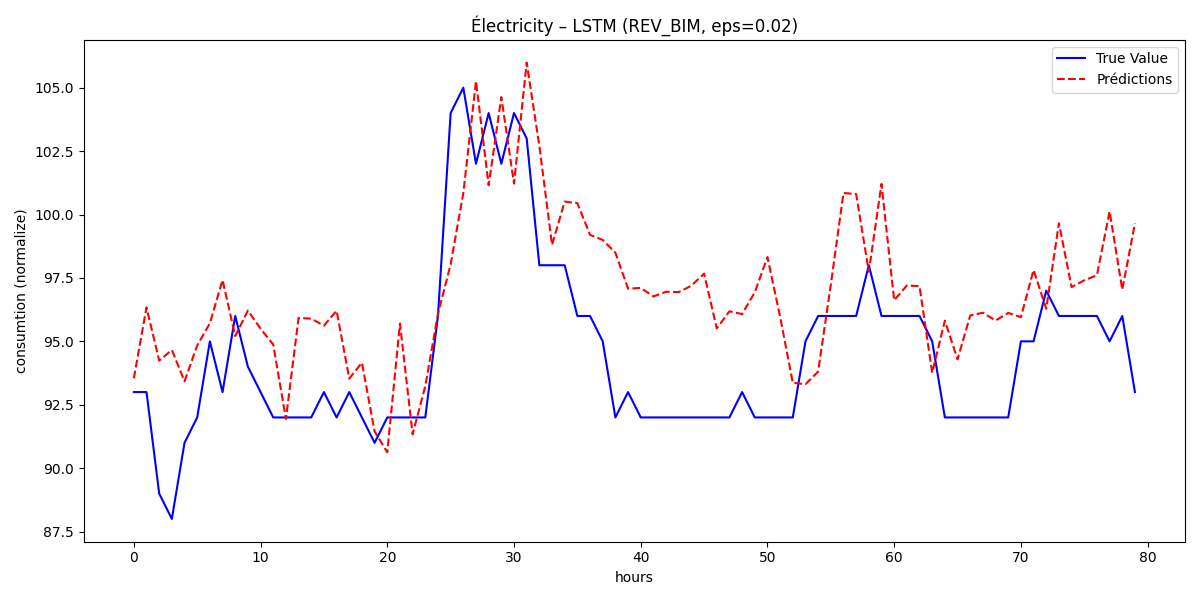 Électricity – LSTM (REV_BIM, eps=0.02)
True Value
Prédictions
consumtion (normalize)
105.0
102.5
100.0
97.5
95.0
92.5
90.0
87.5
0 10 20 30 40 50 60 70 80
hours